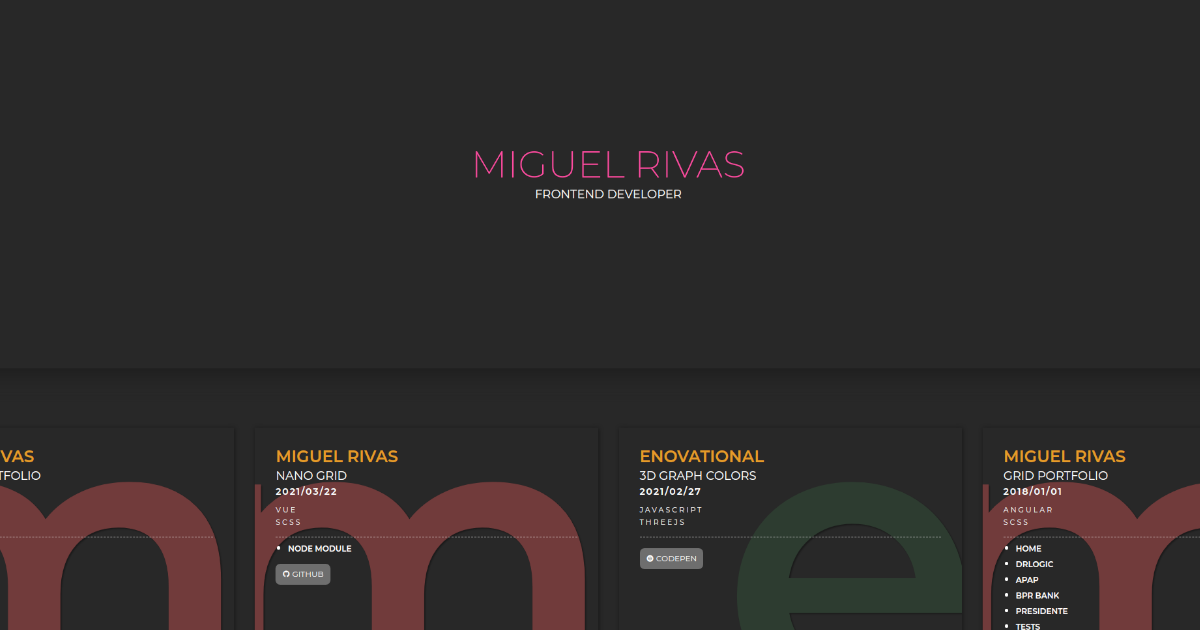 MIGUEL RIVAS
FRONTEND DEVELOPER
VAS
TFOLIO
m
MIGUEL RIVAS
NANO GRID
2021/03/22
VUE
SCSS
NODE MODULE
GITHUB
m
ENOVATIONAL
3D GRAPH COLORS
2021/02/27
JAVASCRIPT
THREEJS
CODEPEN
e
MIGUEL RIVAS
GRID PORTFOLIO
2018/01/01
ANGULAR
SCSS
HOME
DRLOGIC
APAP
BPR BANK
PRESIDENTE
TESTS
m